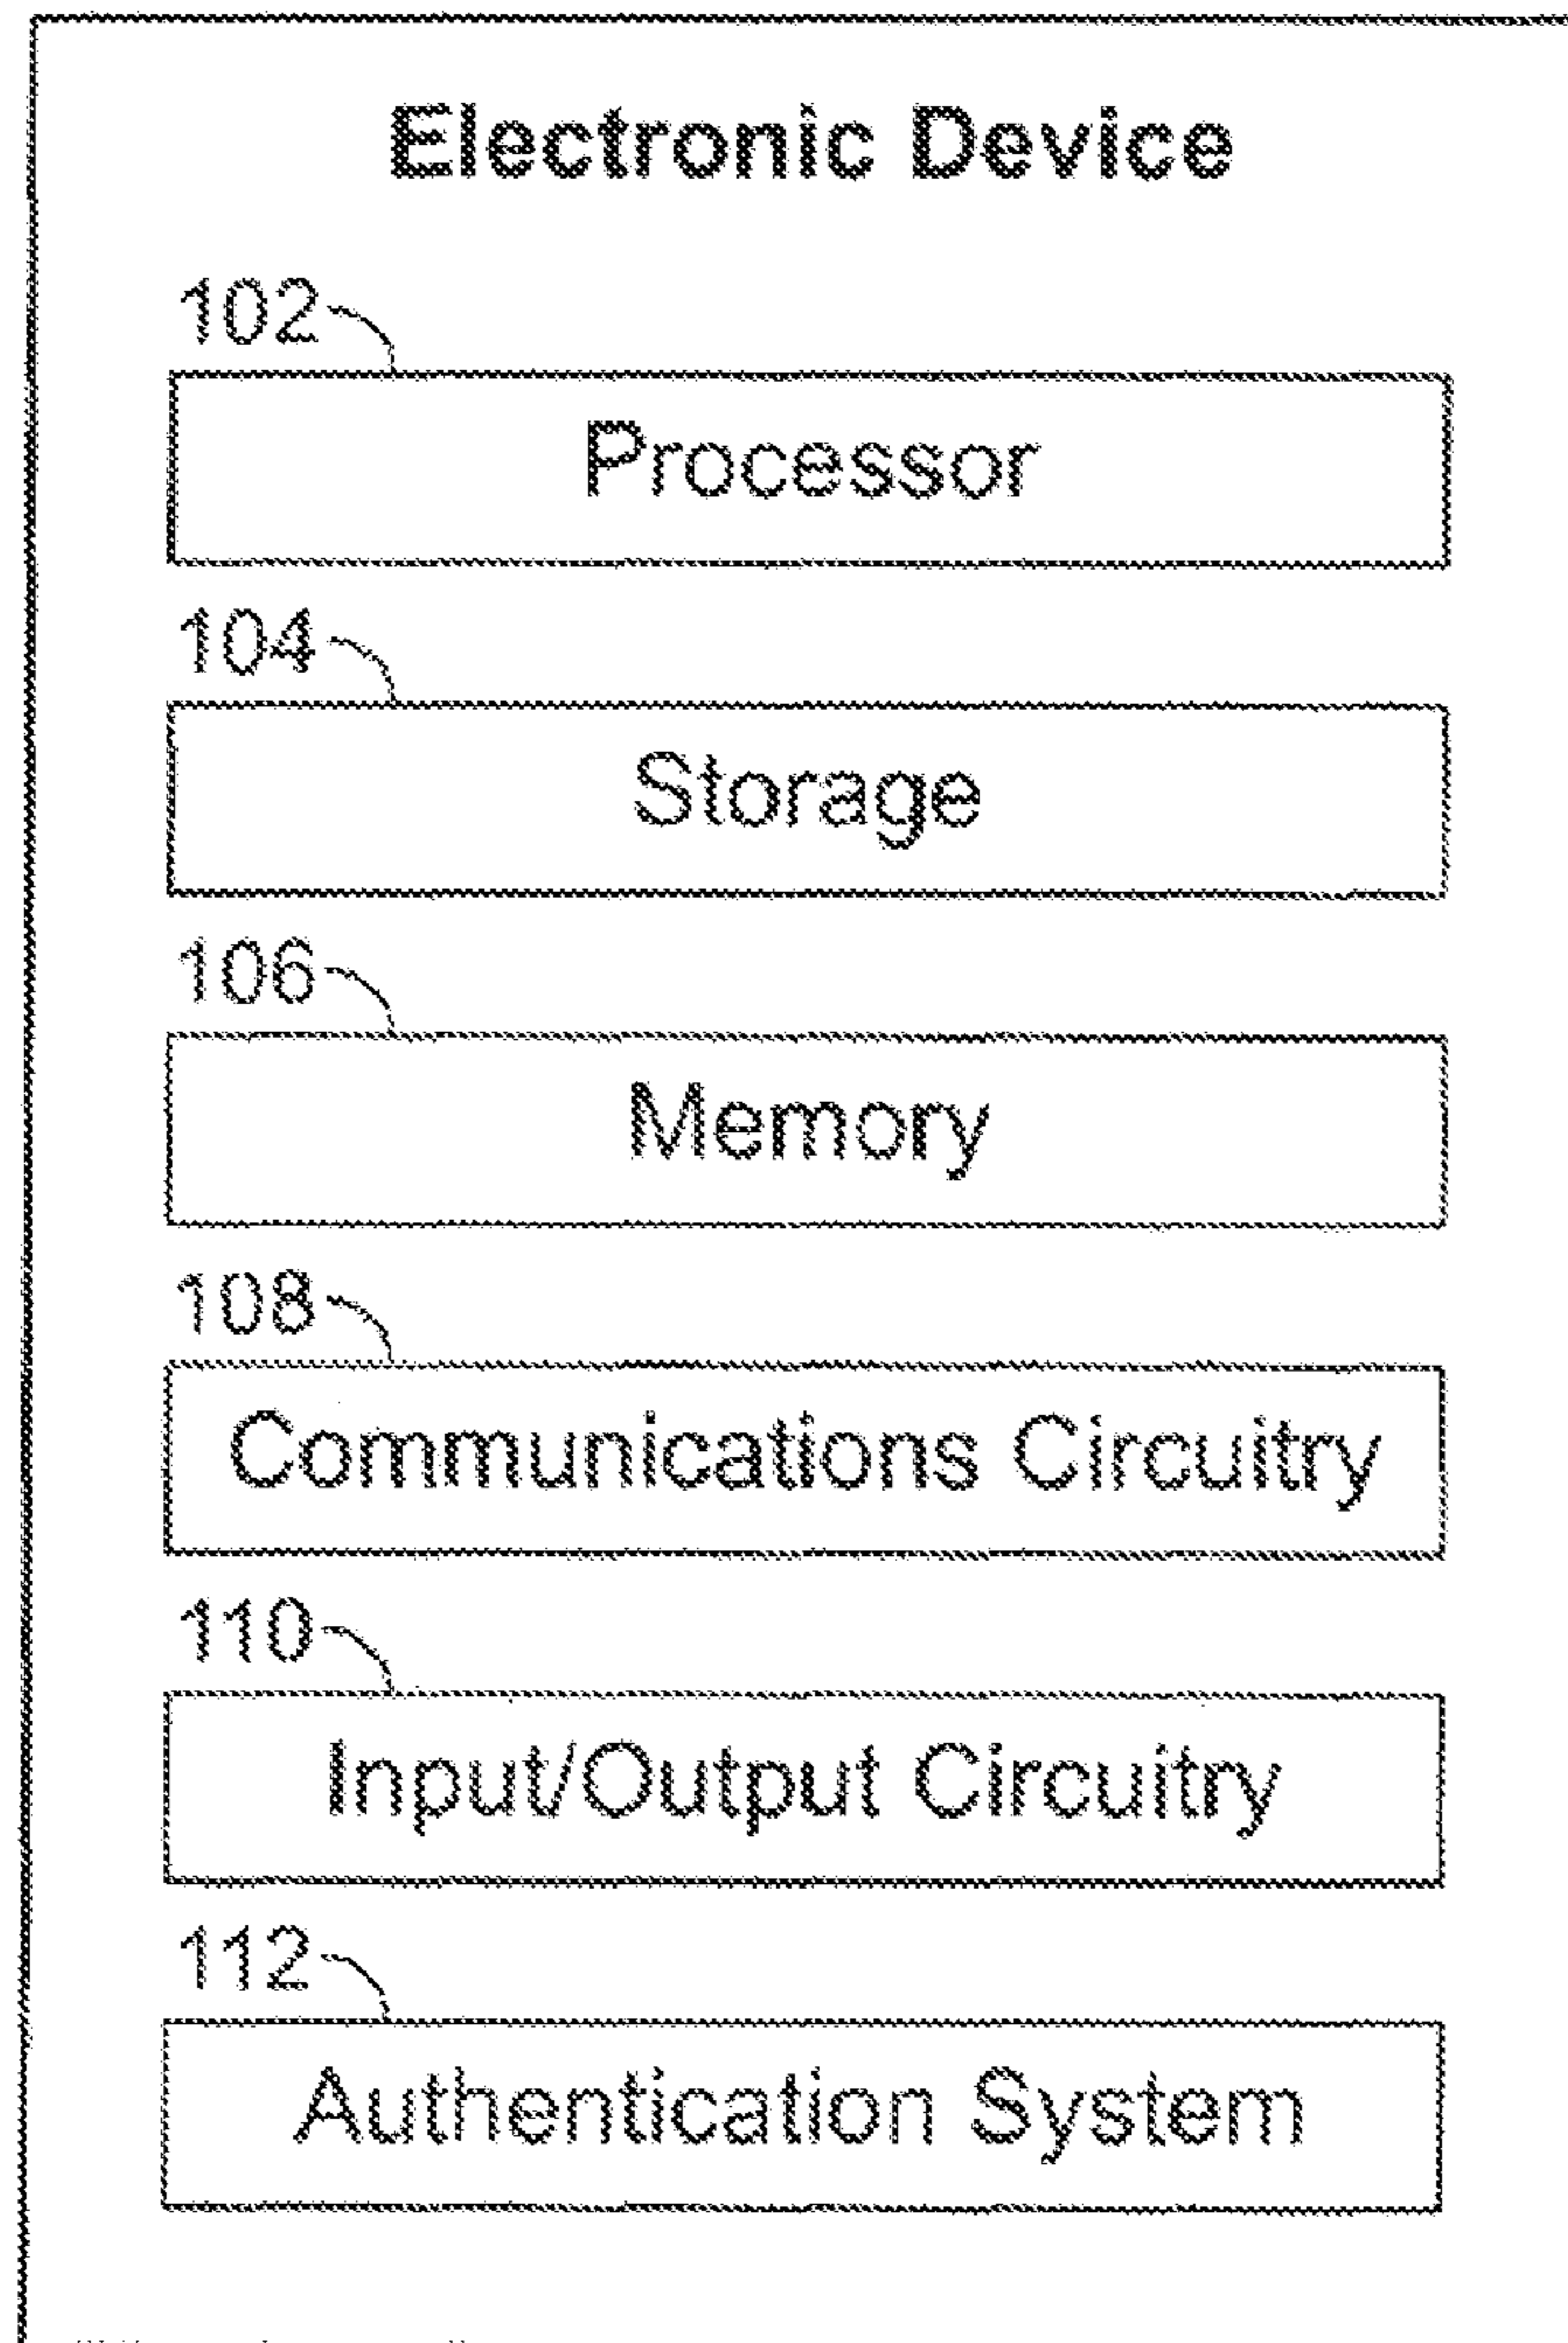 Electronic Device
102
Processor
104
Storage
106
Memory
108
Communications Circuitry
110
Input/Output Circuitry
112
Authentication System